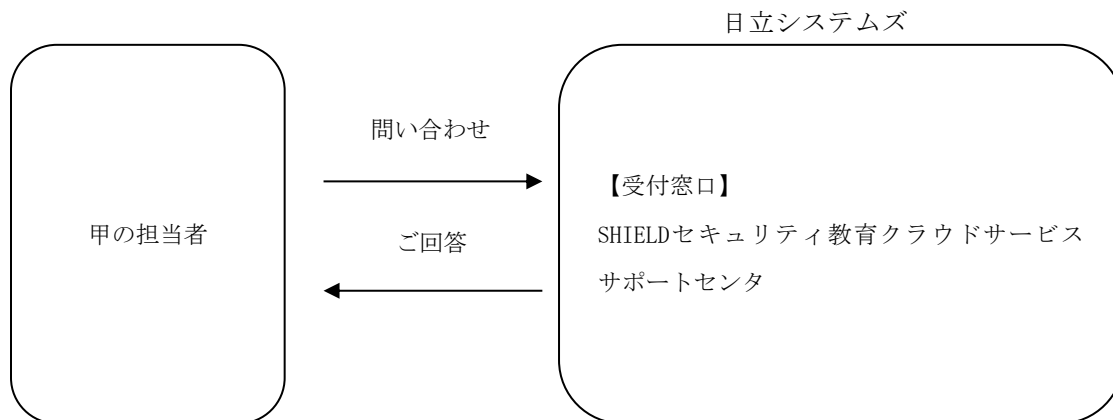 日立システムズ
問い合わせ
甲の担当者
ご回答
【受付窓口】
SHIELDセキュリティ教育クラウドサービス
サポートセンタ